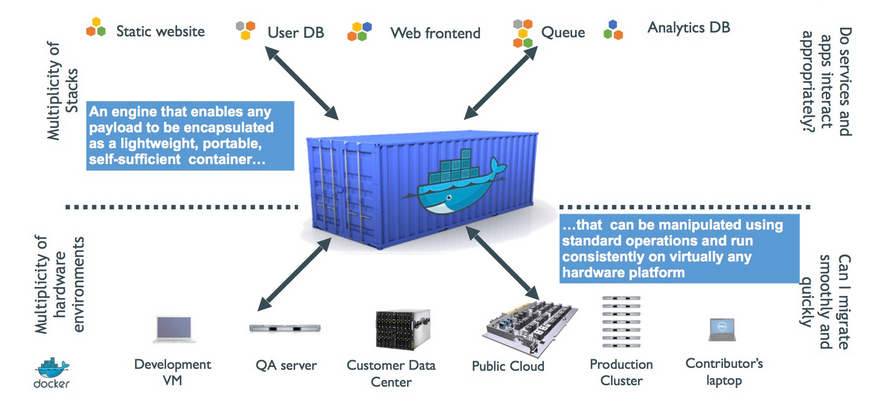 Static website
User DB
Web frontend
Queue
Analytics DB
Multiplicity of
Stacks
Do services and
apps interact
appropriately?
An engine that enables any
payload to be encapsulated
as a lightweight, portable,
self-sufficient container…
…that can be manipulated using
standard operations and run
consistently on virtually any
hardware platform
Multiplicity of
hardware
environments
Can I migrate
smoothly and
quickly
Development
VM
QA server
Customer Data
Center
Public Cloud
Production
Cluster
Contributor's
laptop
docker